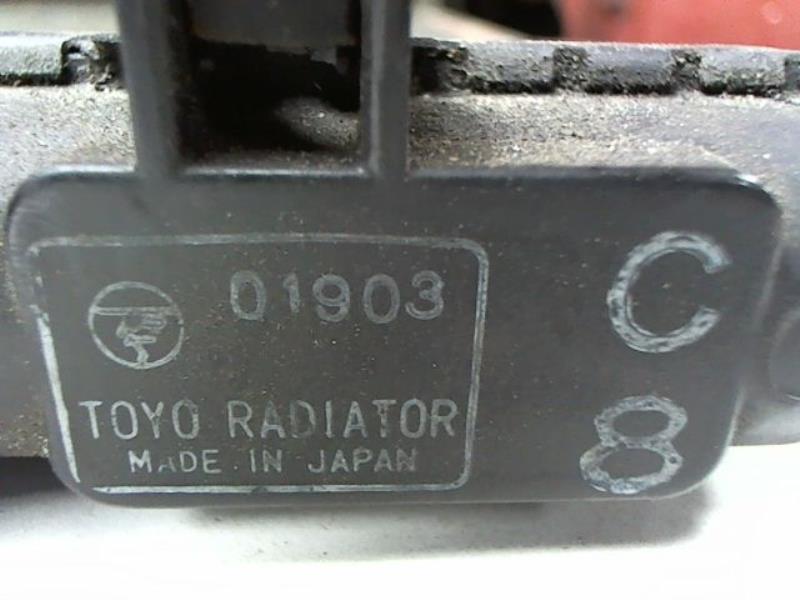 01903
TOYO RADIATOR
MADE IN JAPAN
C
8